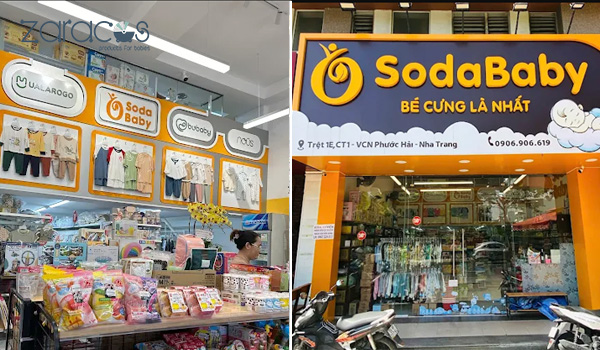 zaracos
products for babies
UALAROGO
Soda
Baby
bubaby
nous
SodaBaby
BÉ CƯNG LÀ NHẤT
Trệt 1E, CT1 - VCN Phước Hải - Nha Trang
0906.906.619